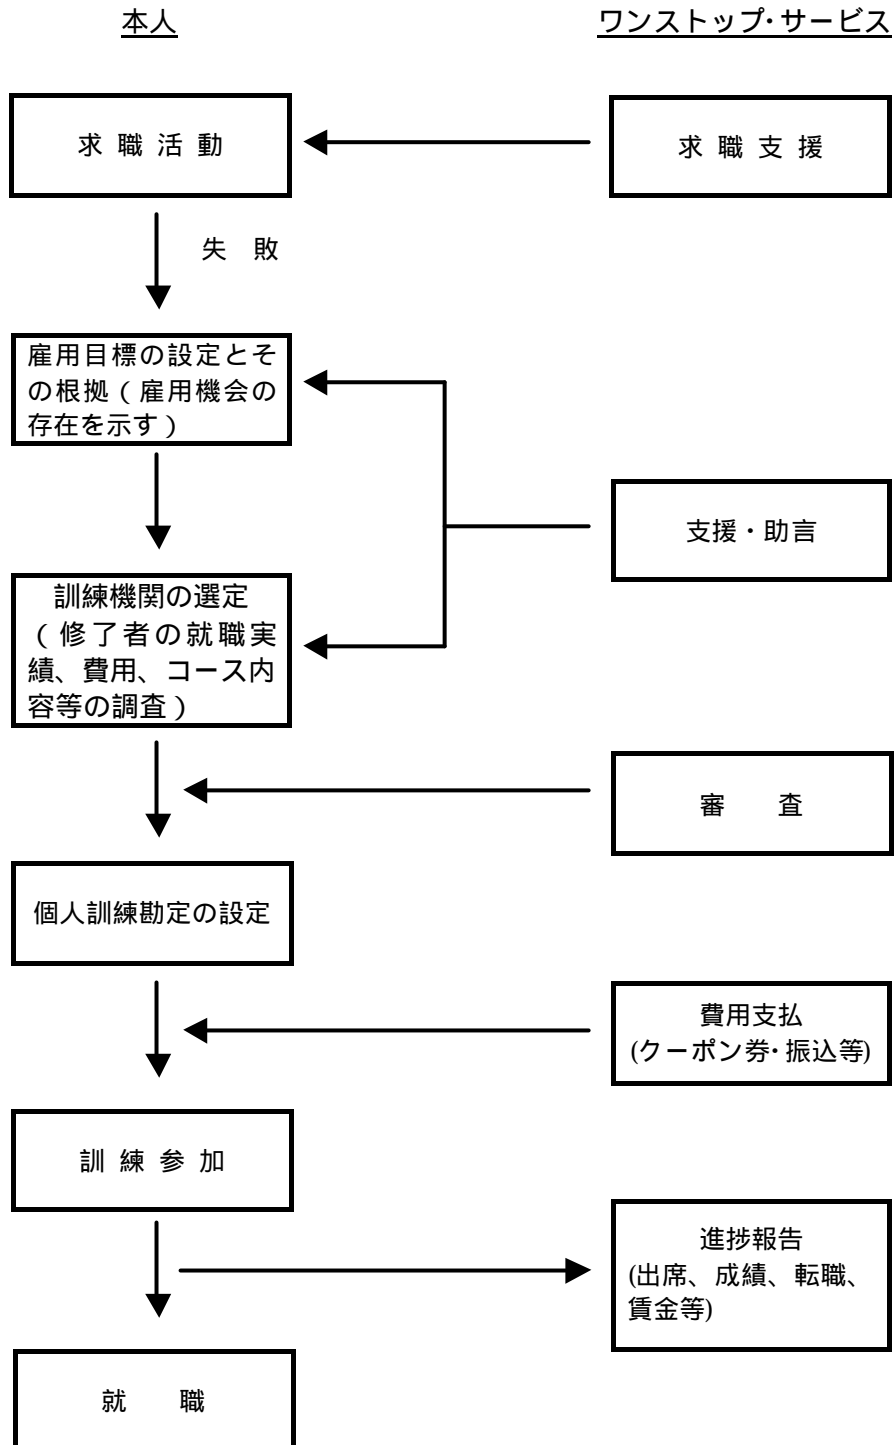 本人
ワンストップ･サービス
求職活動
求職支援
失　敗
雇用目標の設定とそ
の根拠（雇用機会の
存在を示す）
支援・助言
訓練機関の選定
（修了者の就職実
績、費用、コース内
容等の調査）
審　　査
個人訓練勘定の設定
費用支払
(クーポン券･振込等)
訓練参加
進捗報告
(出席、成績、転職、
賃金等)
就　　職